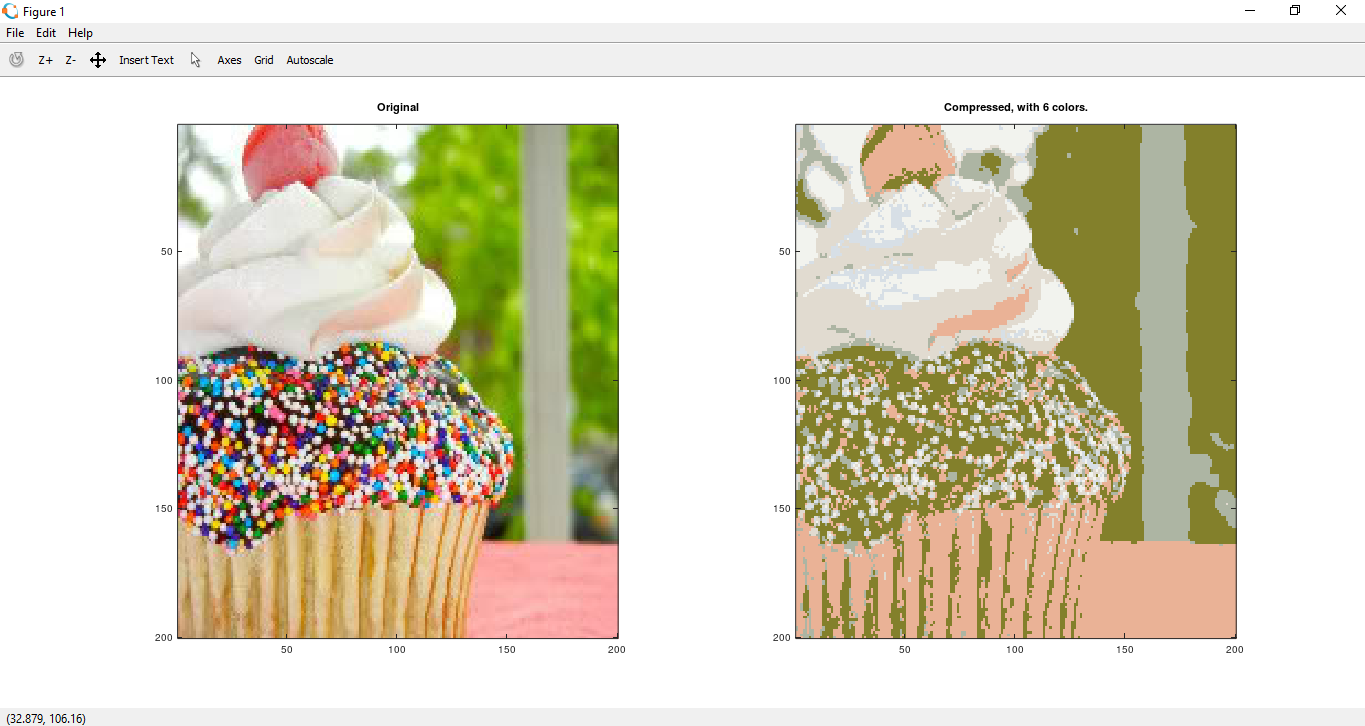 Figure 1
File Edit Help
Z+ Z- Insert Text Axes Grid Autoscale
Original
Compressed, with 6 colors.
50
100
150
200
50 100 150 200
50
100
150
200
50 100 150 200
(32.879, 106.16)